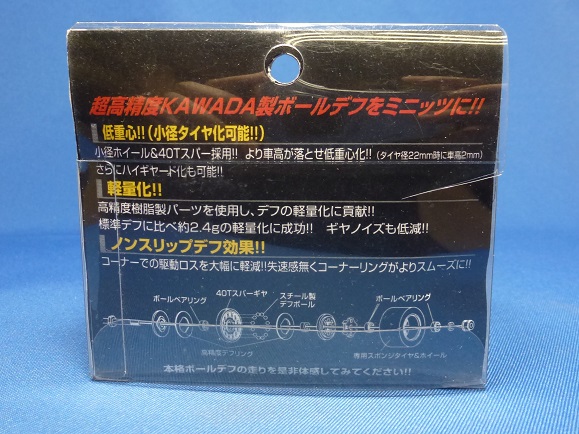 超高精度KAWADA製ボールデフをミニッツに!!
低重心!!(小径タイヤ化可能!!)
小径ホイール&40Tスパー採用!! より車高が落とせ低重心化!!(タイヤ径22mm時に車高2mm)
さらにハイギヤード化も可能!!
軽量化!!
高精度樹脂製パーツを使用し、デフの軽量化に貢献!!
標準デフに比べ約2.4gの軽量化に成功!! ギヤノイズも低減!!
ノンスリップデフ効果!!
コーナーでの駆動ロスを大幅に軽減!!失速感無くコーナーリングがよりスムーズに!!
ボールベアリング
40Tスパーギヤ
スチール製
デフボール
ボールベアリング
高精度デフリング
専用スポンジタイヤ&ホイール
本格ボールデフの走りを是非体感してみてください!!